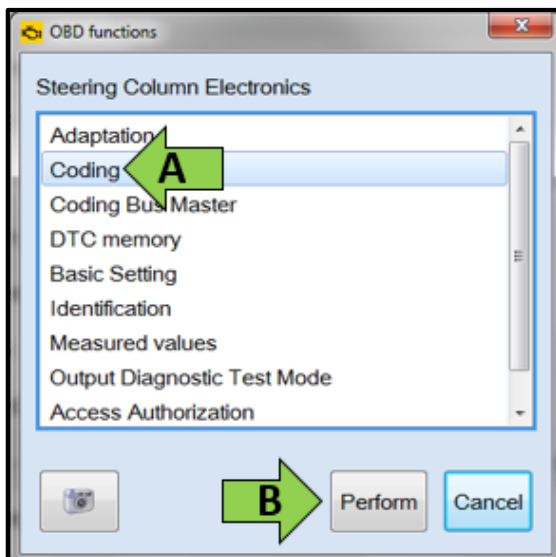 OBD functions
Steering Column Electronics
Adaptation
Coding
A
Coding Bus Master
DTC memory
Basic Setting
Identification
Measured values
Output Diagnostic Test Mode
Access Authorization
B
Perform
Cancel